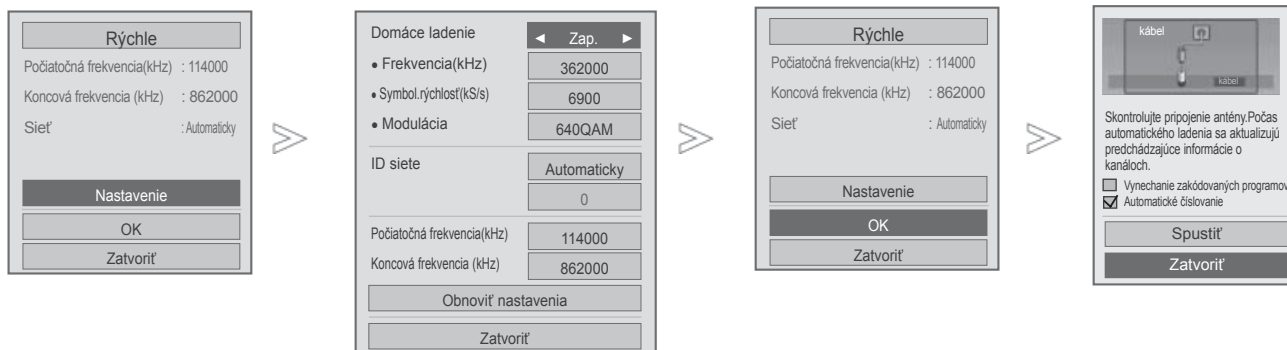 Rýchle
Počiatočná frekvencia(kHz) : 114000
Koncová frekvencia (kHz) : 862000
Sieť : Automaticky
Nastavenie
OK
Zatvoriť
Domáce ladenie ◄ Zap. ►
• Frekvencia(kHz) 362000
• Symbol.rýchlosť(kS/s) 6900
• Modulácia 640QAM
ID siete Automaticky
0
Počiatočná frekvencia(kHz) 114000
Koncová frekvencia (kHz) 862000
Obnoviť nastavenia
Zatvoriť
Rýchle
Počiatočná frekvencia(kHz) : 114000
Koncová frekvencia (kHz) : 862000
Sieť : Automaticky
Nastavenie
OK
Zatvoriť
kábel
kábel
Skontrolujte pripojenie antény.Počas
automatického ladenia sa aktualizujú
predchádzajúce informácie o
kanáloch.
Vynechanie zakódovaných programov
Automatické číslovanie
Spustiť
Zatvoriť